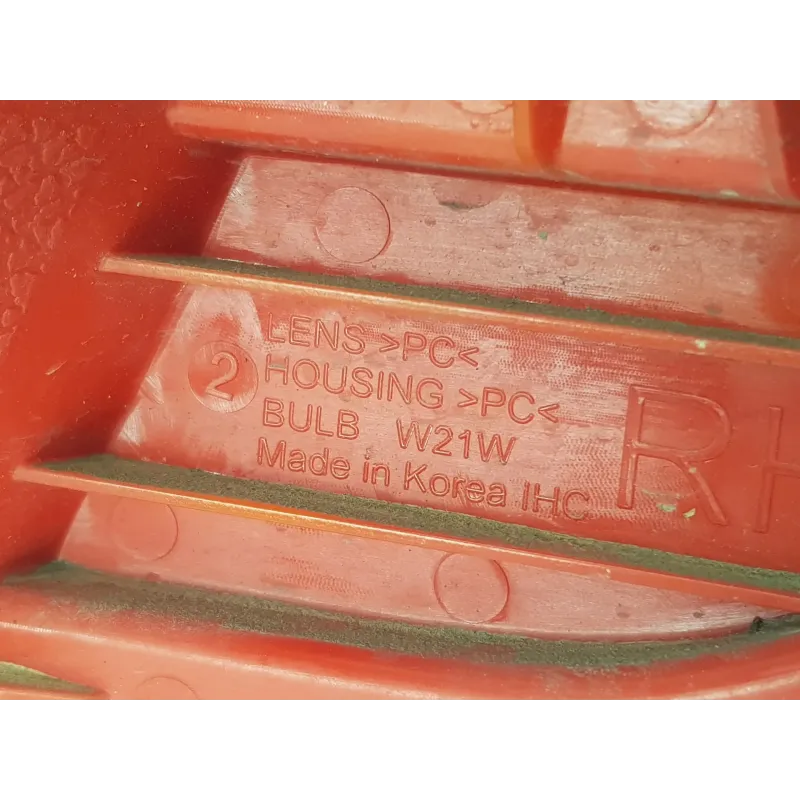 2
LENS >PC<
HOUSING >PC<
BULB W21W
Made in Korea IHC
RH